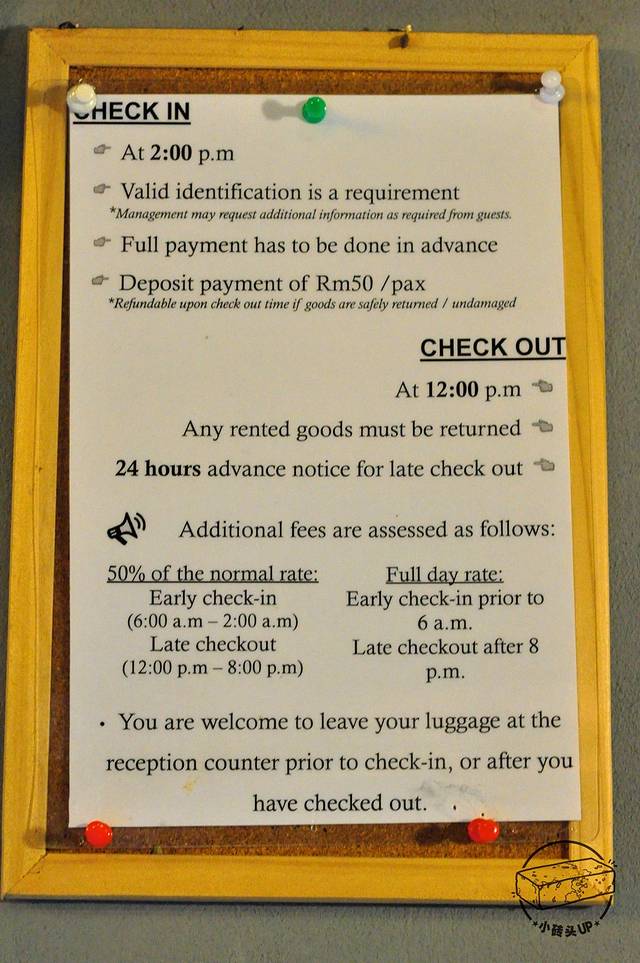 CHECK IN
At 2:00 p.m
Valid identification is a requirement
*Management may request additional information as required from guests.
Full payment has to be done in advance
Deposit payment of Rm50 /pax
*Refundable upon check out time if goods are safely returned / undamaged
CHECK OUT
At 12:00 p.m
Any rented goods must be returned
24 hours advance notice for late check out
Additional fees are assessed as follows:
50% of the normal rate:
Early check-in
(6:00 a.m – 2:00 a.m)
Late checkout
(12:00 p.m – 8:00 p.m)
Full day rate:
Early check-in prior to
6 a.m.
Late checkout after 8
p.m.
• You are welcome to leave your luggage at the
reception counter prior to check-in, or after you
have checked out.
*小砖头UP*